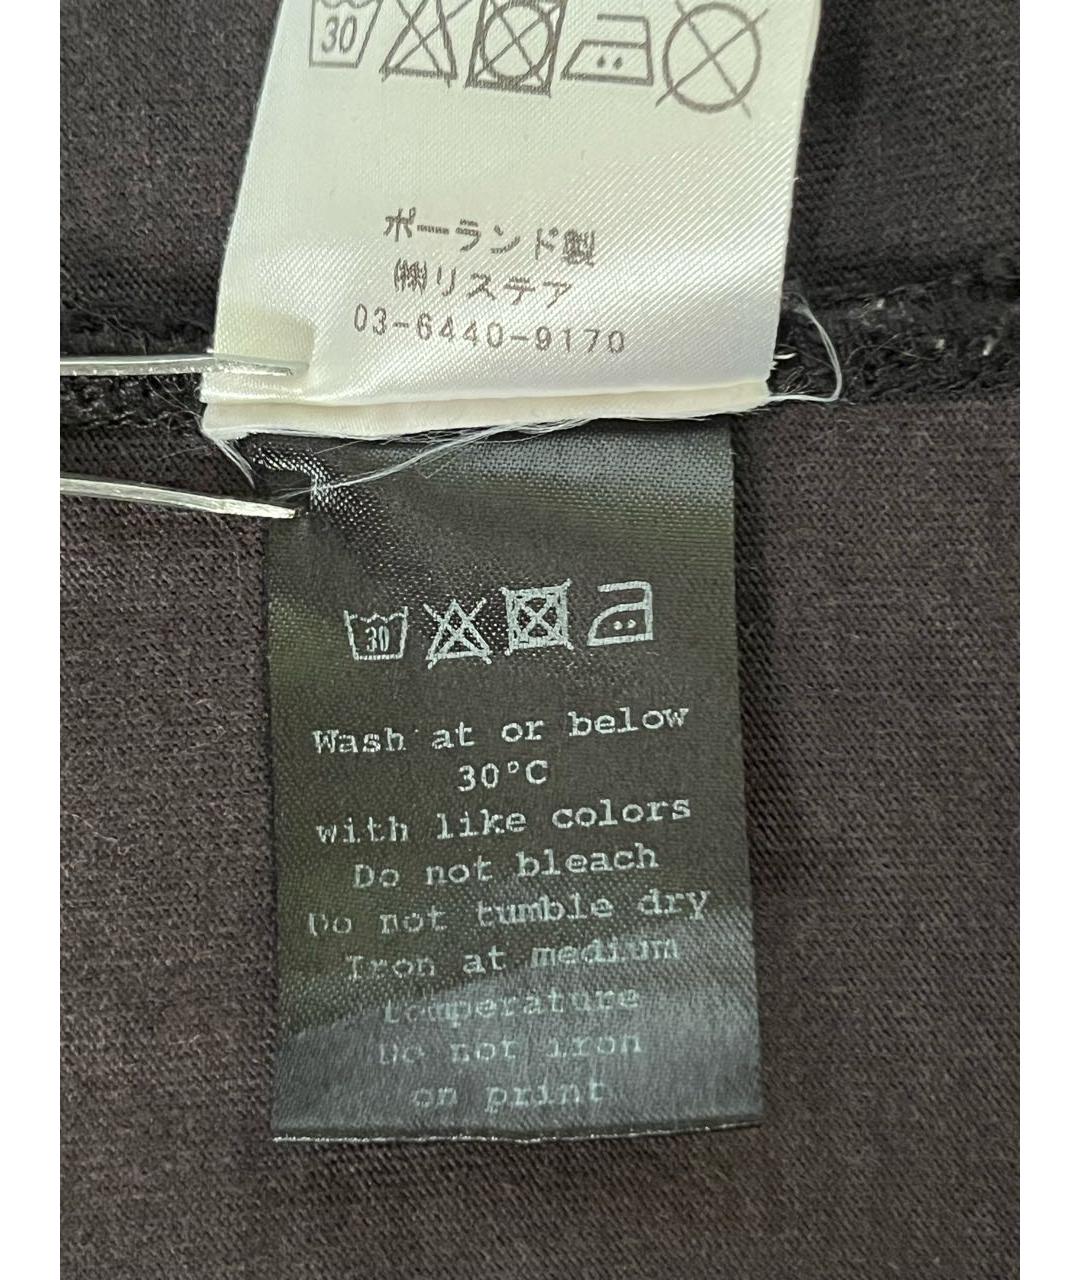 30
ポーランド製
㈱リステア
03-6440-9170
30
Wash at or below
30°C
with like colors
Do not bleach
Do not tumble dry
Iron at medium
temperature
Do not iron
on print